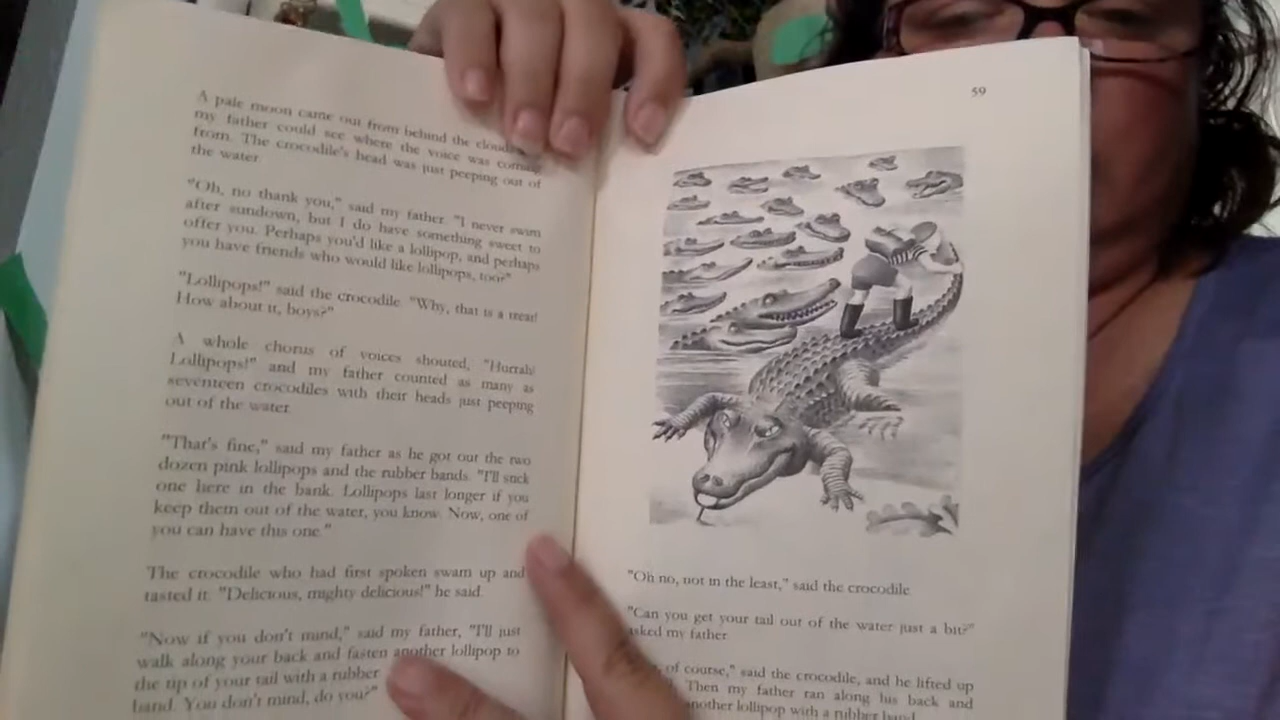 A pale moon came out from behind the clouds
my father could see where the voice was coming
from. The crocodile's head was just peeping out of
the water.
"Oh, no thank you," said my father. "I never swim
after sundown, but I do have something sweet to
offer you. Perhaps you'd like a lollipop, and perhaps
you have friends who would like lollipops, too?"
"Lollipops!" said the crocodile. "Why, that is a treat!
How about it, boys?"
A whole chorus of voices shouted, "Hurrah!
Lollipops!" and my father counted as many as
seventeen crocodiles with their heads just peeping
out of the water.
"That's fine," said my father as he got out the two
dozen pink lollipops and the rubber bands. "I'll stick
one here in the bank. Lollipops last longer if you
keep them out of the water, you know. Now, one of
you can have this one."
The crocodile who had first spoken swam up and
tasted it. "Delicious, mighty delicious!" he said.
"Now if you don't mind," said my father, "I'll just
walk along your back and fasten another lollipop to
the tip of your tail with a rubber
band. You don't mind, do you?"
59
"Oh no, not in the least," said the crocodile
"Can you get your tail out of the water just a bit?"
asked my father
of course," said the crocodile, and he lifted up
Then my father ran along his back and
another lollipop with a rubber band